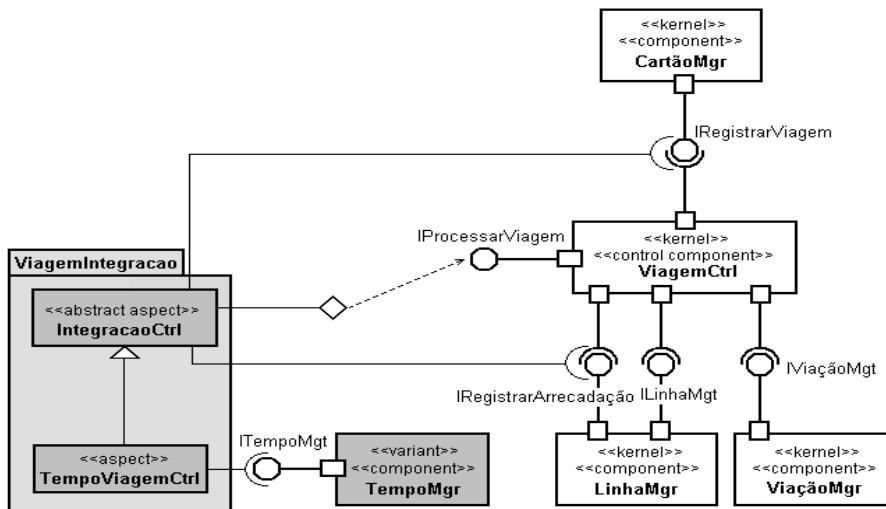 <<kernel>>
<<component>>
CartãoMgr
IRegistrarViagem
IProcessarViagem
<<kernel>>
<<control component>>
ViagemCtrl
ViagemIntegracao
<<abstract aspect>>
IntegracaoCtrl
IRegistrarArrecadação
ILinhaMgt
IViaçãoMgt
<<aspect>>
TempoViagemCtrl
ITempoMgt
<<variant>>
<<component>>
TempoMgr
<<kernel>>
<<component>>
LinhaMgr
<<kernel>>
<<component>>
ViaçãoMgr